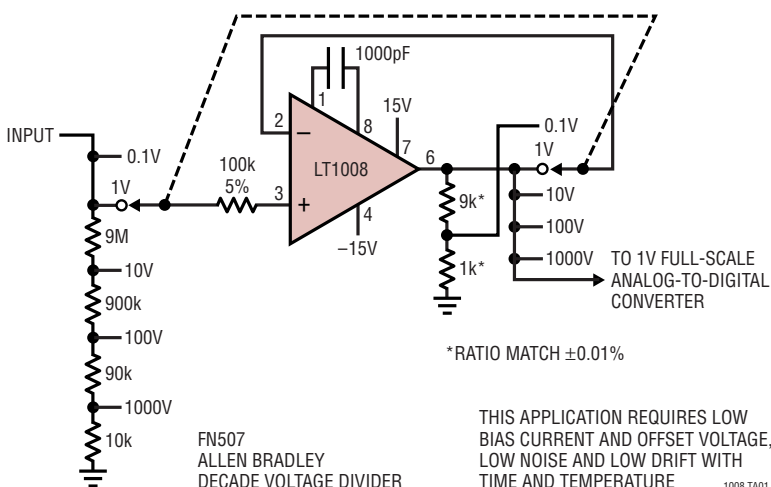 1000pF
1
15V
2
8
7
0.1V
INPUT
−
6
1V
0.1V
100k
5%
LT1008
1V
3
+
9k*
10V
4
9M
−15V
100V
10V
1k*
1000V
TO 1V FULL-SCALE
ANALOG-TO-DIGITAL
CONVERTER
900k
100V
*RATIO MATCH ±0.01%
90k
1000V
10k
FN507
ALLEN BRADLEY
DECADE VOLTAGE DIVIDER
THIS APPLICATION REQUIRES LOW
BIAS CURRENT AND OFFSET VOLTAGE,
LOW NOISE AND LOW DRIFT WITH
TIME AND TEMPERATURE
1008 TA01